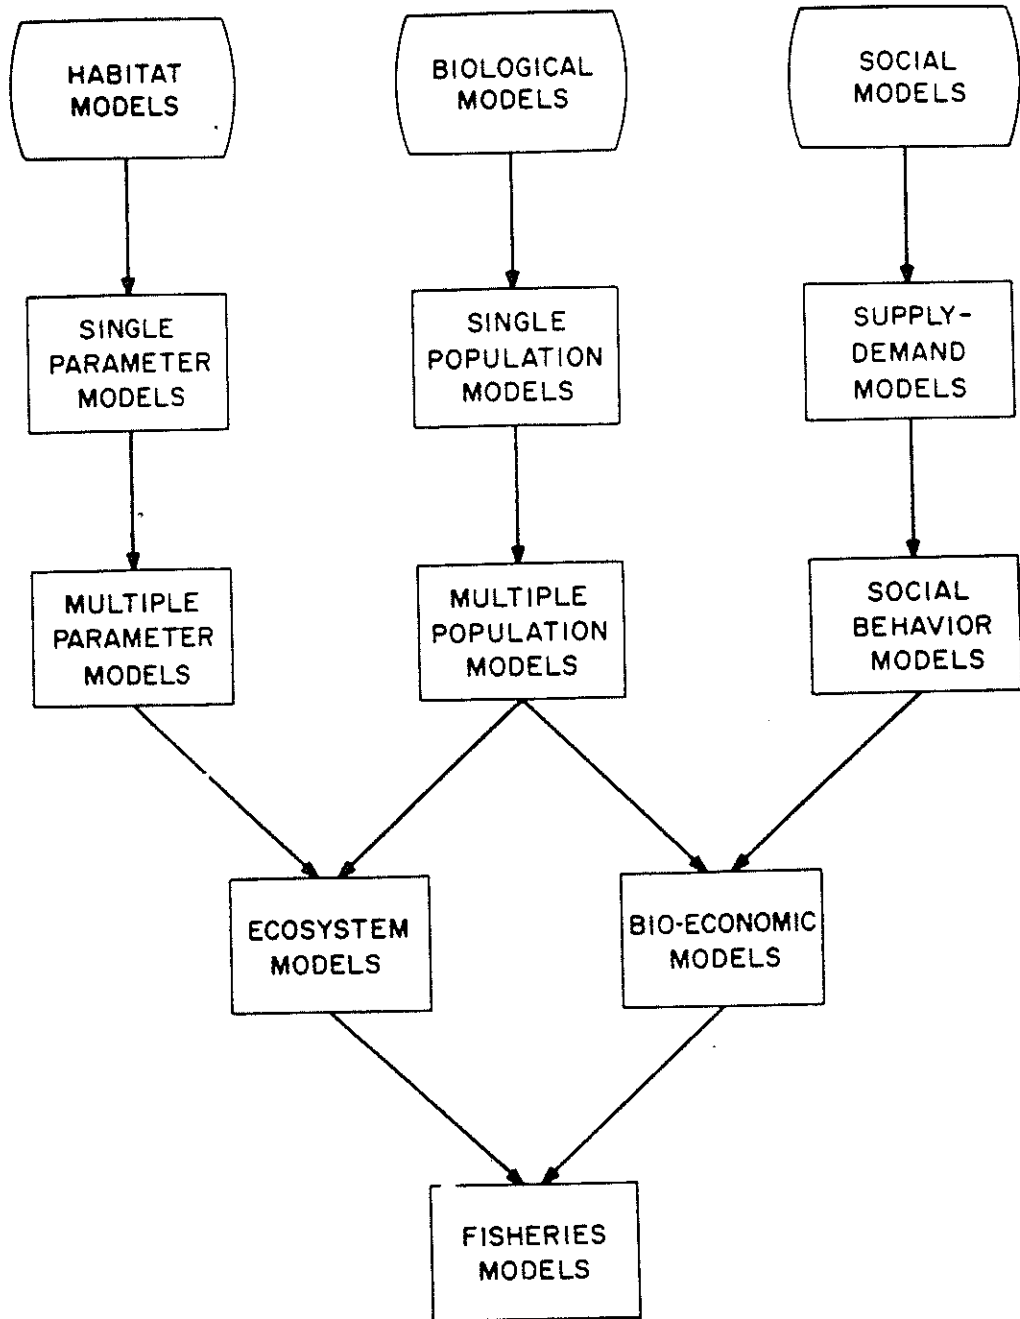 HABITAT
MODELS
BIOLOGICAL
MODELS
SOCIAL
MODELS
SINGLE
PARAMETER
MODELS
SINGLE
POPULATION
MODELS
SUPPLY-
DEMAND
MODELS
MULTIPLE
PARAMETER
MODELS
MULTIPLE
POPULATION
MODELS
SOCIAL
BEHAVIOR
MODELS
ECOSYSTEM
MODELS
BIO-ECONOMIC
MODELS
FISHERIES
MODELS